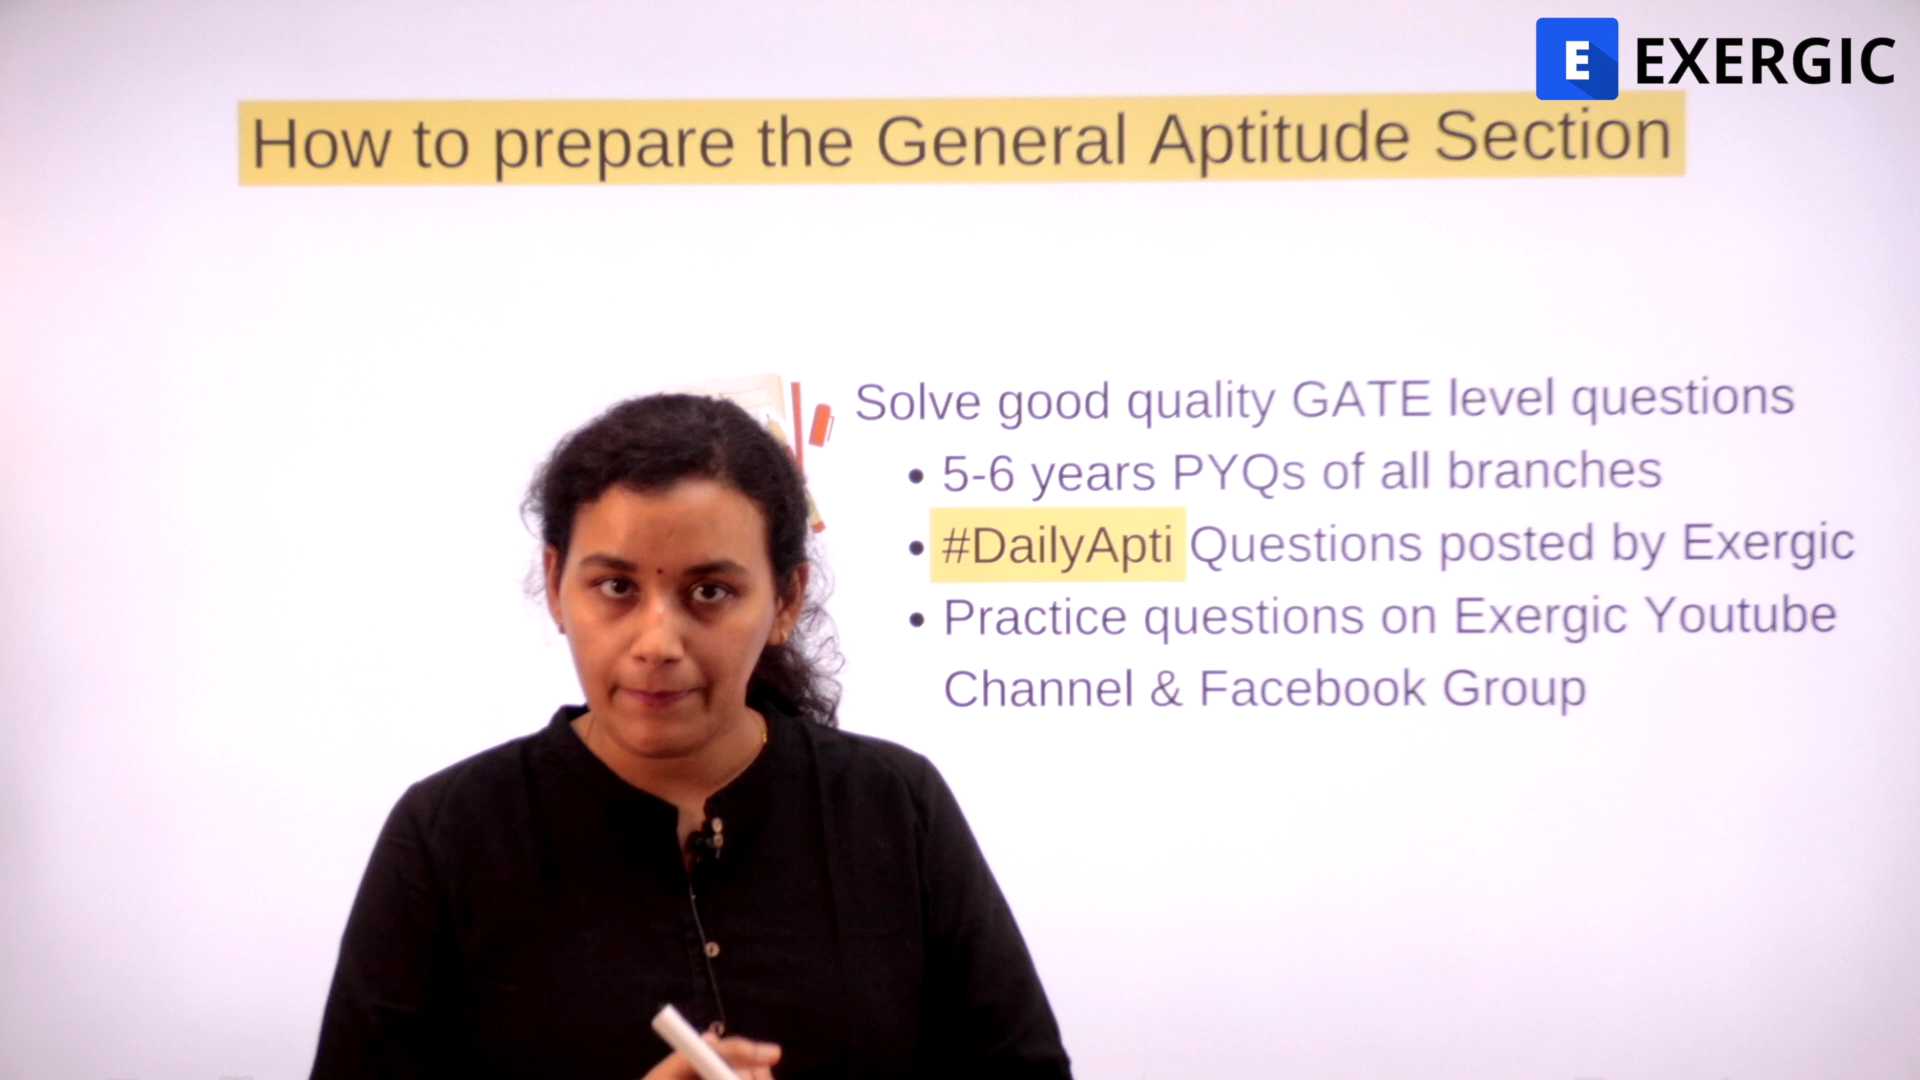 E EXERGIC
How to prepare the General Aptitude Section
Solve good quality GATE level questions
• 5-6 years PYQs of all branches
• #DailyApti Questions posted by Exergic
• Practice questions on Exergic Youtube
Channel & Facebook Group